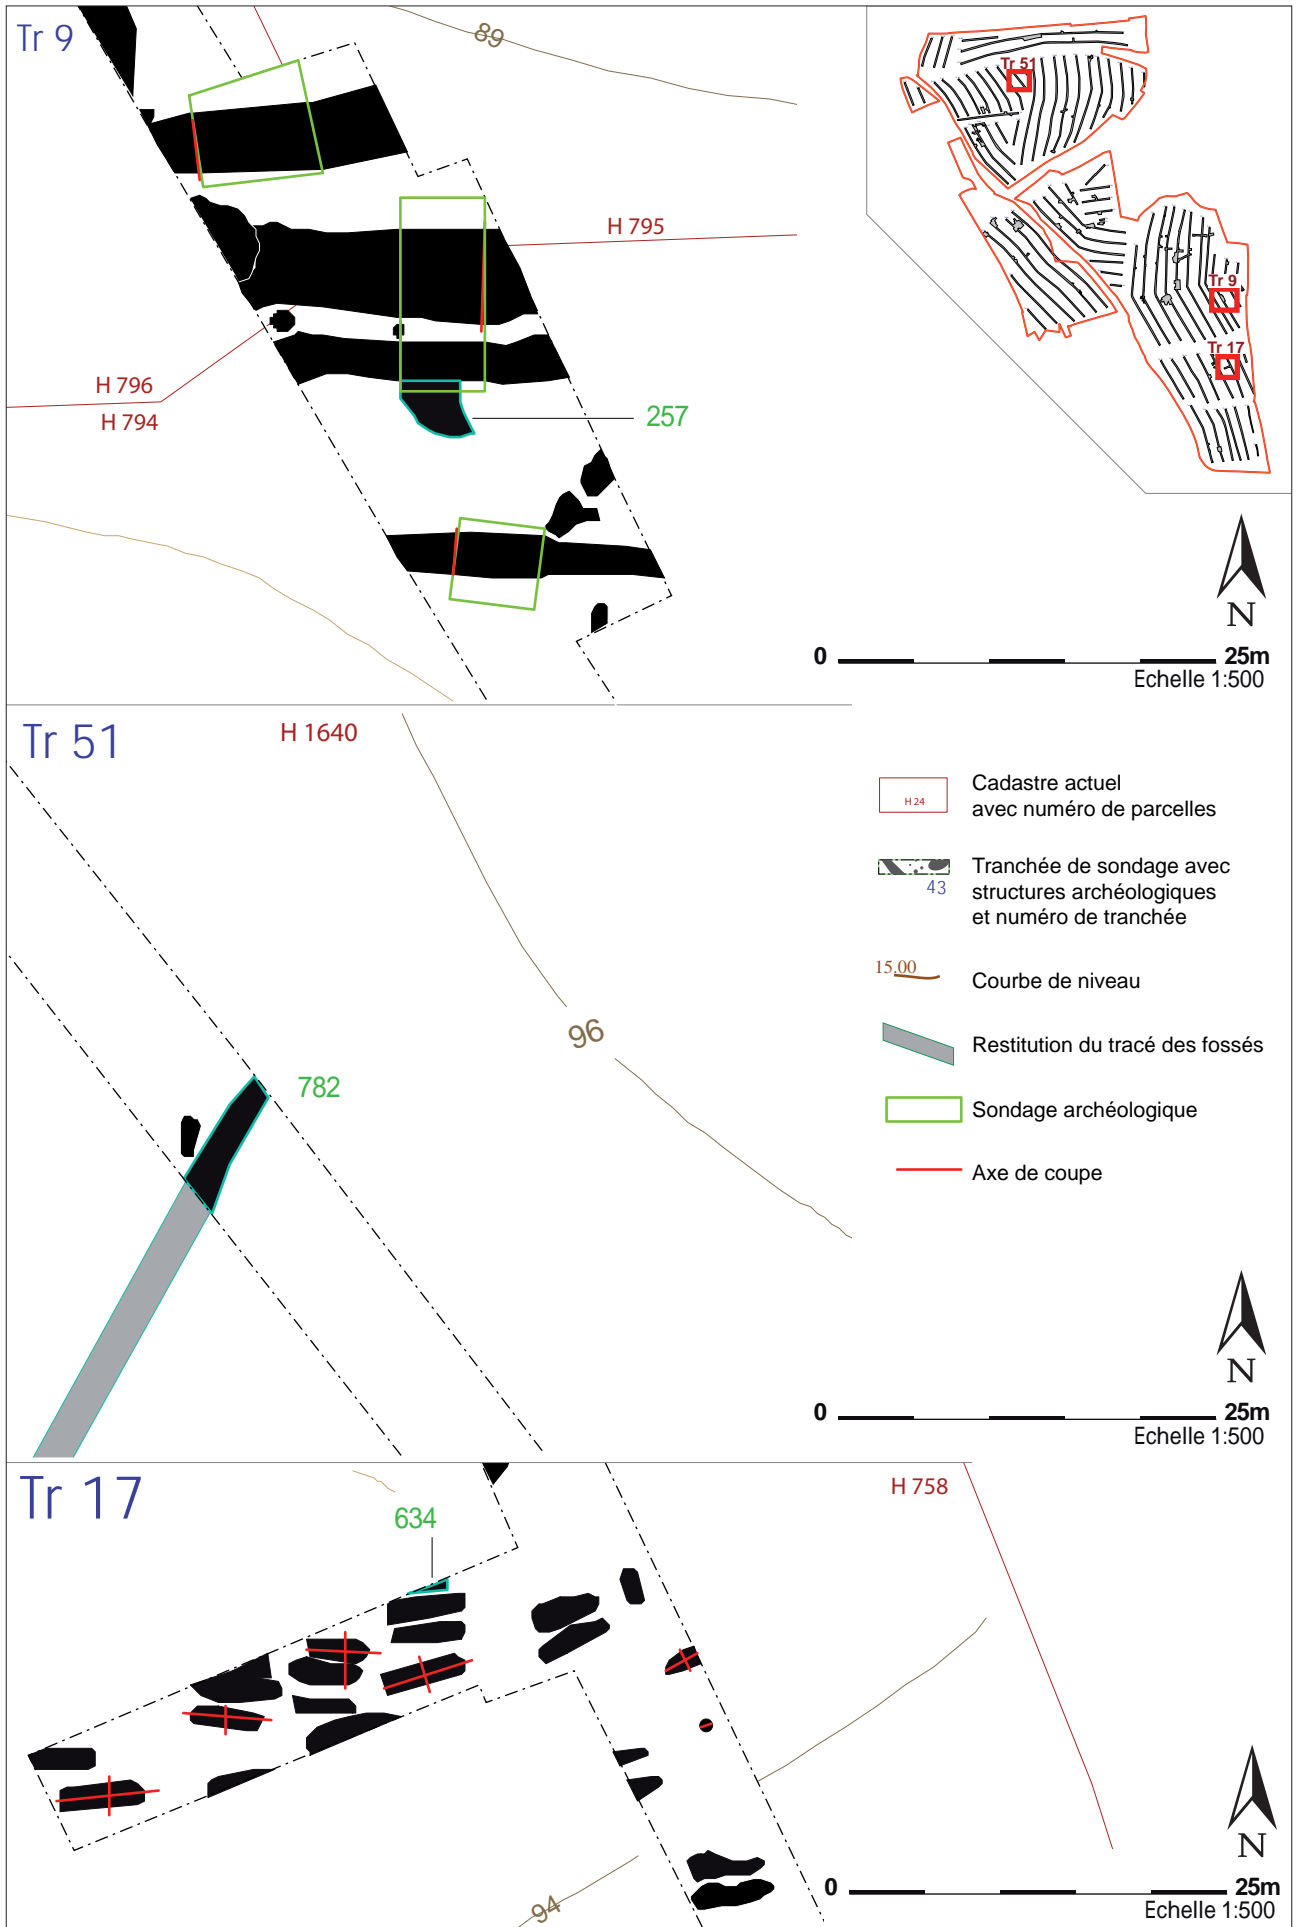 Tr 9
89
Tr 51
Tr 9
Tr 17
H 795
H 796
H 794
257
N
0 25m
Echelle 1:500
Tr 51
H 1640
96
782
H 24
Cadastre actuel
avec numéro de parcelles
43
Tranchée de sondage avec
structures archéologiques
et numéro de tranchée
15.00
Courbe de niveau
Restitution du tracé des fossés
Sondage archéologique
Axe de coupe
N
0 25m
Echelle 1:500
Tr 17
H 758
634
94
N
0 25m
Echelle 1:500